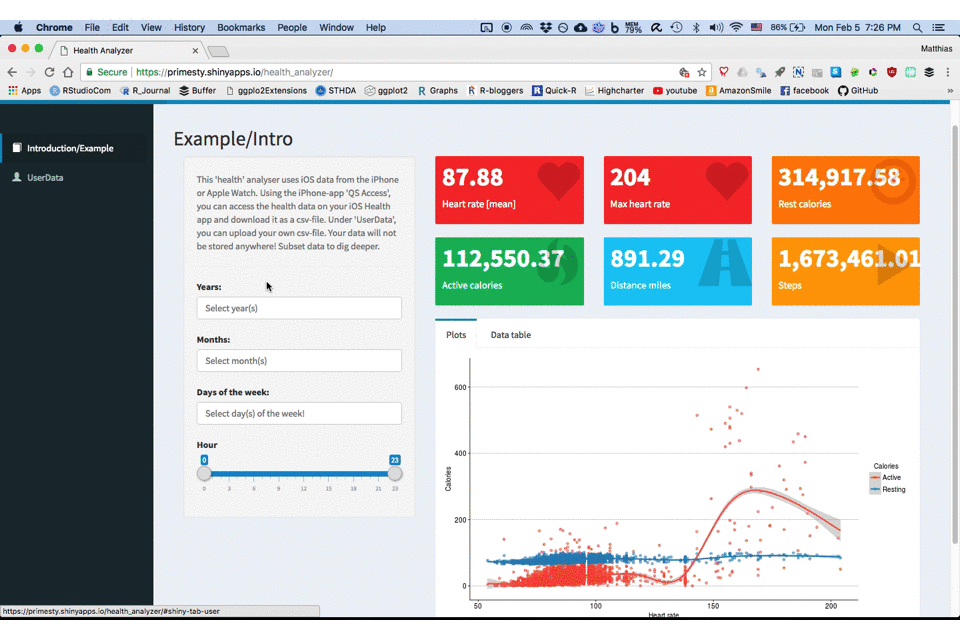 Chrome File Edit View History Bookmarks People Window Help MEM 79% 86% Mon Feb 5 7:26 PM
Health Analyzer Matthias
Secure https://primesty.shinyapps.io/health_analyzer/
Apps RStudioCom R_Journal Buffer ggplo2Extensions STHDA ggplot2 Graphs R-bloggers Quick-R Highcharter youtube AmazonSmile facebook GitHub »
Introduction/Example
UserData
Example/Intro
This 'health' analyser uses iOS data from the iPhone
or Apple Watch. Using the iPhone-app 'QS Access',
you can access the health data on your iOS Health
app and download it as a csv-file. Under 'UserData',
you can upload your own csv-file. Your data will not
be stored anywhere! Subset data to dig deeper.
Years:
Select year(s)
Months:
Select month(s)
Days of the week:
Select day(s) of the week!
Hour
0 23
0 3 6 9 12 15 18 21 23
87.88
Heart rate [mean]
204
Max heart rate
314,917.58
Rest calories
112,550.37
Active calories
891.29
Distance miles
1,673,461.01
Steps
Plots Data table
600
400
200
0
Calories
50 100 150 200
Heart rate
Calories
Active
Resting
https://primesty.shinyapps.io/health_analyzer/#shiny-tab-user